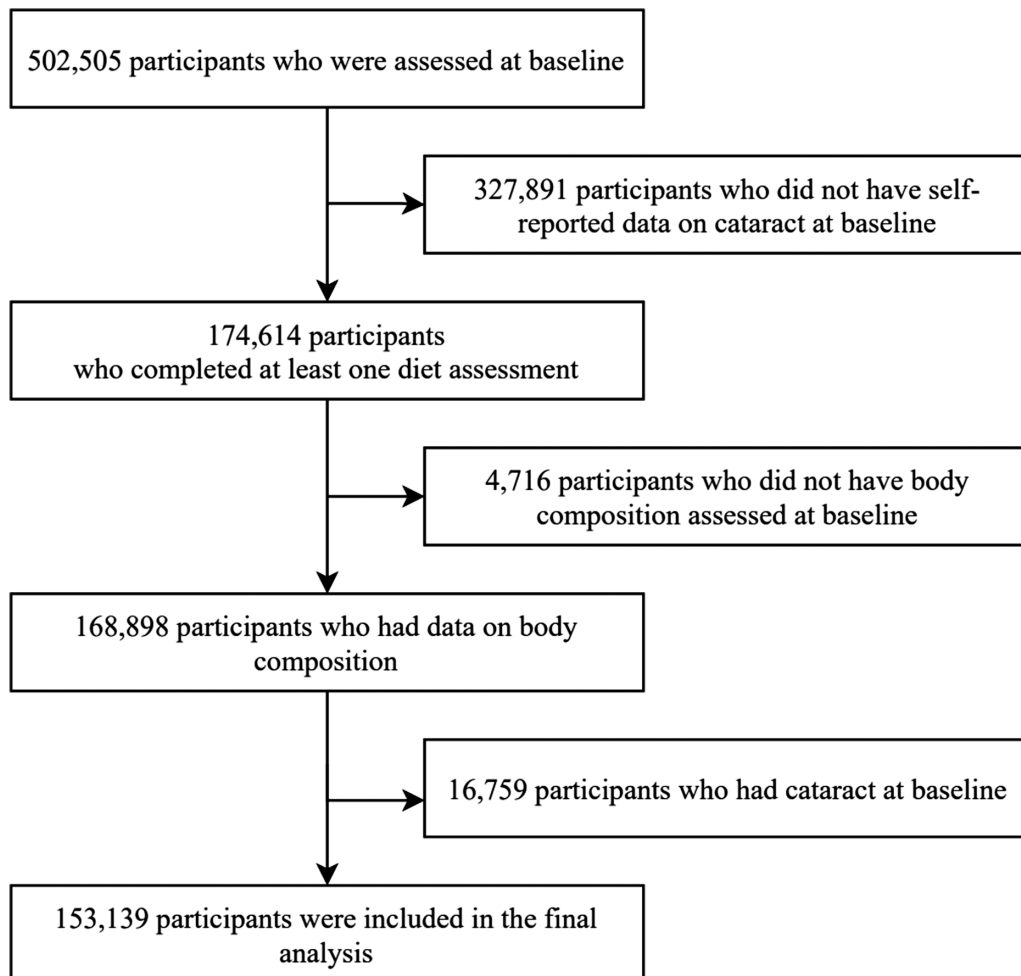 502,505 participants who were assessed at baseline
327,891 participants who did not have self-
reported data on cataract at baseline
174,614 participants
who completed at least one diet assessment
4,716 participants who did not have body
composition assessed at baseline
168,898 participants who had data on body
composition
16,759 participants who had cataract at baseline
153,139 participants were included in the final
analysis